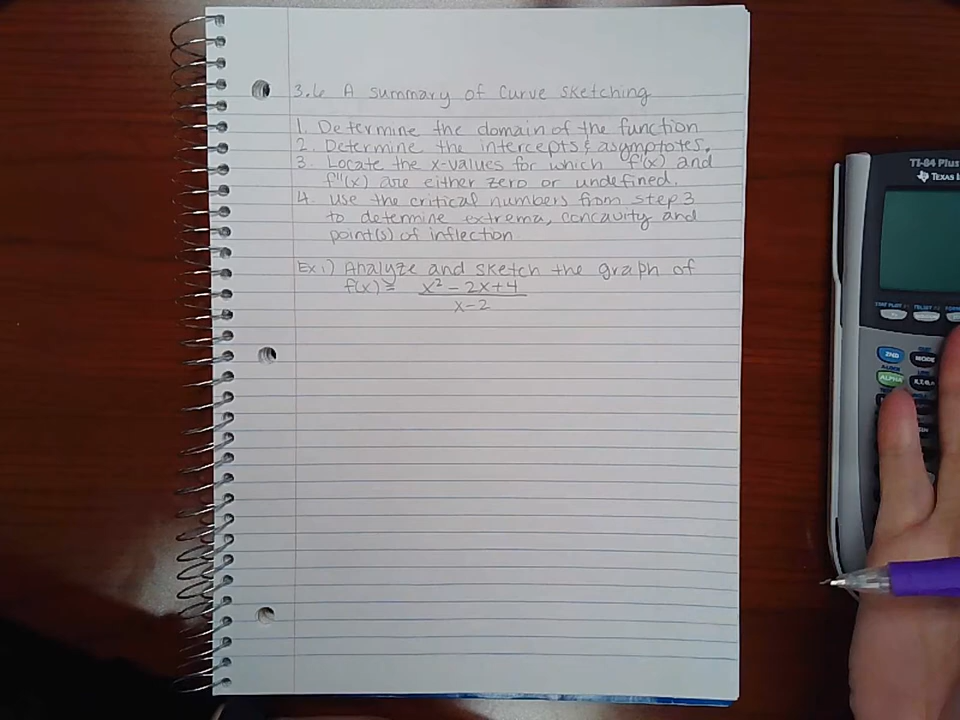 3.6 A summary of Curve sketching
1. Determine the domain of the function
2. Determine the intercepts & asymptotes.
3. Locate the x-values for which f'(x) and
f''(x) are either zero or undefined.
4. Use the critical numbers from step 3
to determine extrema, concavity and
point(s) of inflection
Ex 1) Analyze and sketch the graph of
f(x) = x² - 2x + 4
x - 2
TI-84 Plus
TEXAS
2ND
MODE
ALPHA
X,T,θ,n